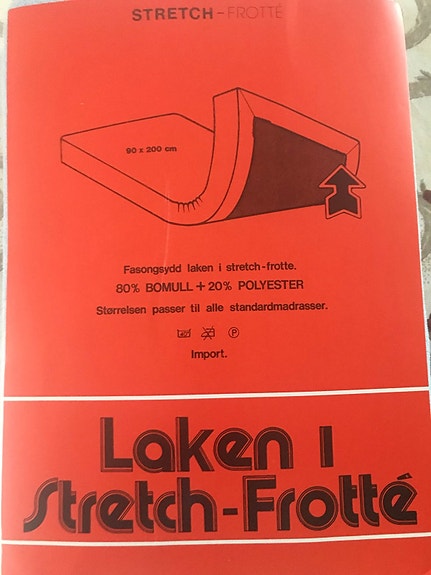 STRETCH-FROTTÉ
90 x 200 cm
Fasongsydd laken i stretch-frotte.
80% BOMULL + 20% POLYESTER
Størrelsen passer til alle standardmadrasser.
P
Import.
Laken i
Stretch-Frotté